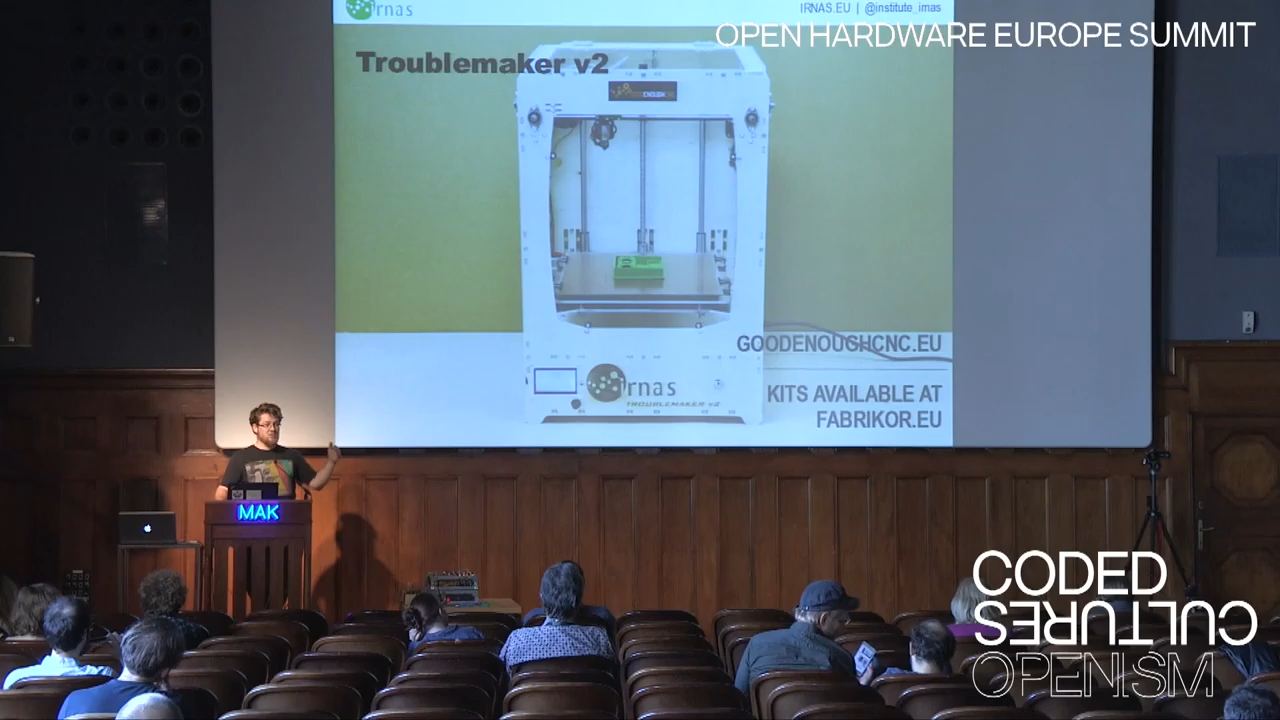 irnas
IRNAS.EU | @institute_irnas
OPEN HARDWARE EUROPE SUMMIT
Troublemaker v2
GOODENOUGHCNC.EU
irnas
TROUBLEMAKER v2
KITS AVAILABLE AT
FABRIKOR.EU
MAK
CODED
CULTURES
OPENISM